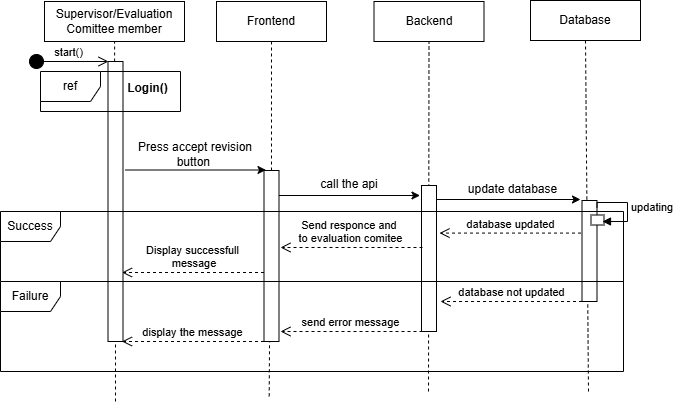 Supervisor/Evaluation
Comittee member
Frontend
Backend
Database
start()
ref
Login()
Press accept revision
button
call the api
update database
updating
Success
Send responce and
to evaluation comitee
database updated
Display successfull
message
Failure
database not updated
send error message
display the message